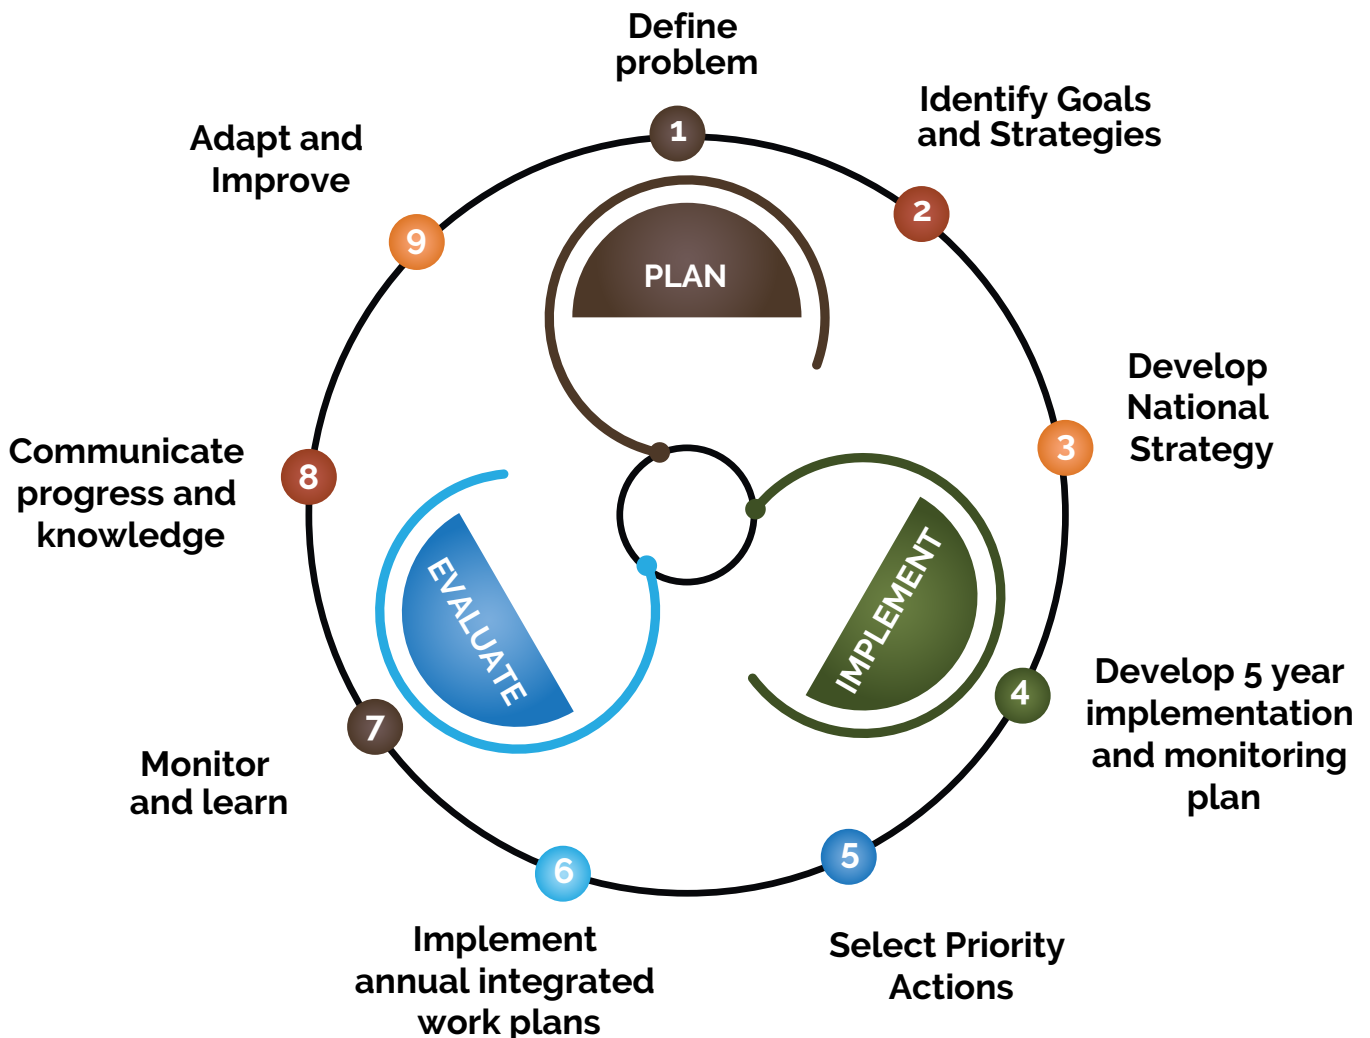 Define
problem
1
Identify Goals
and Strategies
2
Develop
National
Strategy
3
Develop 5 year
implementation
and monitoring
plan
4
Select Priority
Actions
5
Implement
annual integrated
work plans
6
Monitor
and learn
7
Communicate
progress and
knowledge
8
Adapt and
Improve
9
PLAN
IMPLEMENT
EVALUATE